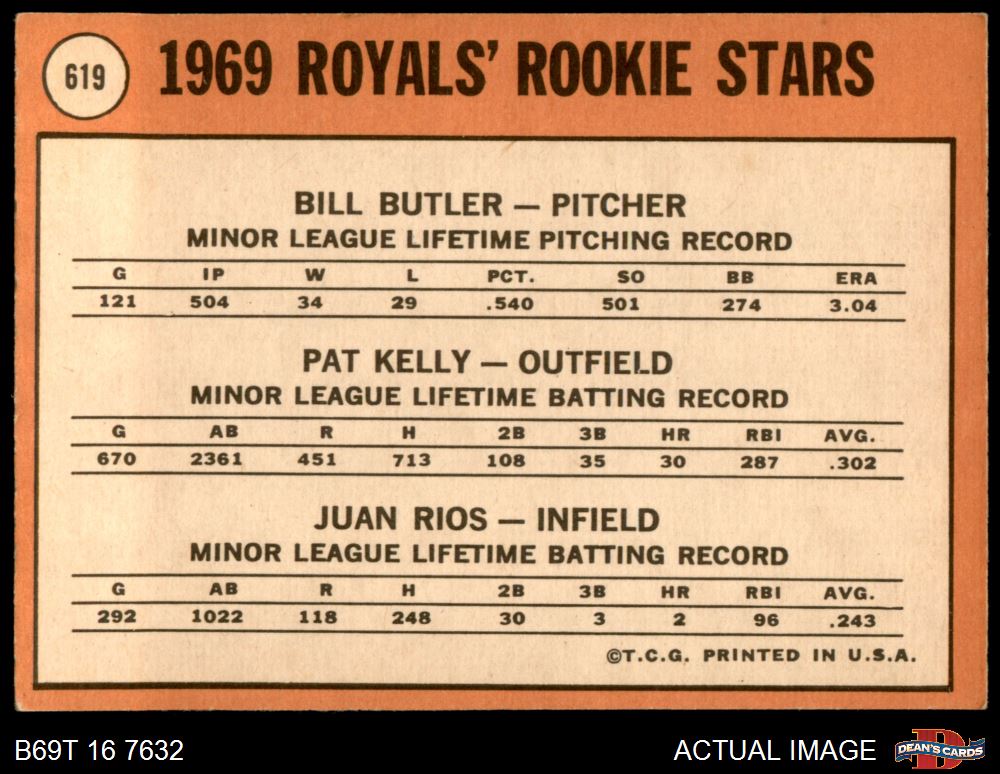 619
1969 ROYALS' ROOKIE STARS
BILL BUTLER — PITCHER
MINOR LEAGUE LIFETIME PITCHING RECORD
G IP W L PCT. SO BB ERA
121 504 34 29 .540 501 274 3.04
PAT KELLY — OUTFIELD
MINOR LEAGUE LIFETIME BATTING RECORD
G AB R H 2B 3B HR RBI AVG.
670 2361 451 713 108 35 30 287 .302
JUAN RIOS — INFIELD
MINOR LEAGUE LIFETIME BATTING RECORD
G AB R H 2B 3B HR RBI AVG.
292 1022 118 248 30 3 2 96 .243
©T.C.G. PRINTED IN U.S.A.
B69T 16 7632
ACTUAL IMAGE
D
DEAN'S CARDS